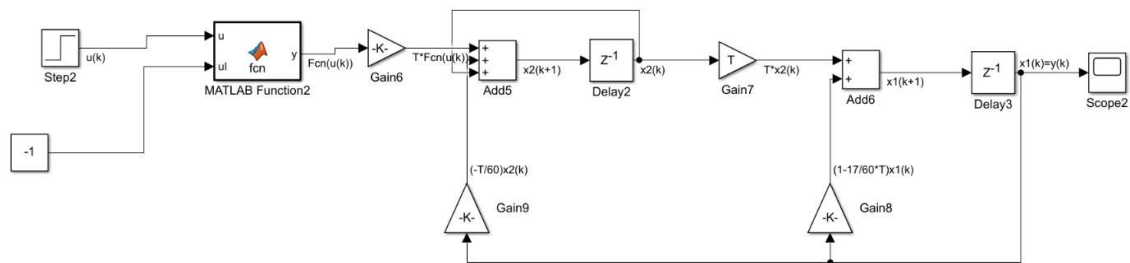 Step2
u(k)
-1
u
ul
fcn
y
MATLAB Function2
Fcn(u(k))
-K-
Gain6
T*Fcn(u(k))
+
+
+
Add5
x2(k+1)
Z-1
Delay2
x2(k)
T
Gain7
T*x2(k)
+
+
Add6
x1(k+1)
Z-1
Delay3
x1(k)=y(k)
Scope2
(-T/60)x2(k)
-K-
Gain9
(1-17/60*T)x1(k)
-K-
Gain8